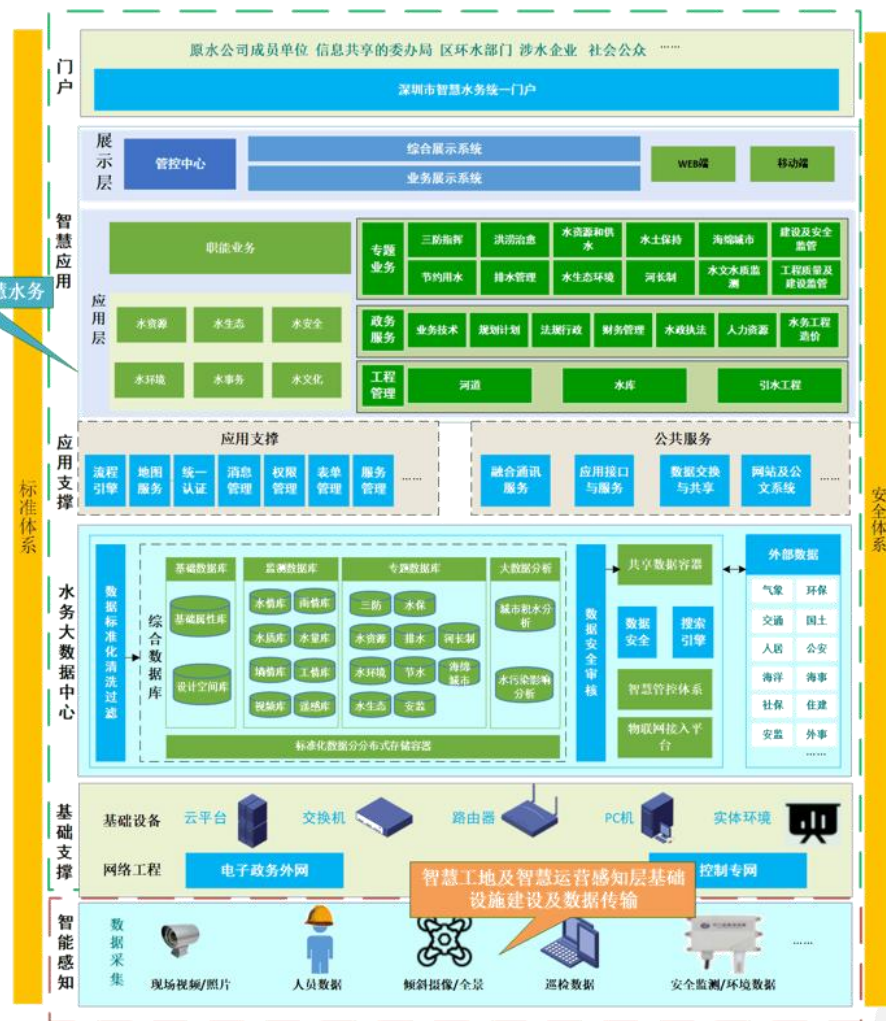 原水公司成员单位 信息共享的委办局 区环水部门 涉水企业 社会公众 ……
门户
深圳市智慧水务统一门户
展示层
管控中心
综合展示系统
业务展示系统
WEB端
移动端
智慧应用
慧水务
应用层
职能业务
水资源
水生态
水安全
水环境
水事务
水文化
专题
业务
三防指挥
洪涝治患
水资源和供
水
水土保持
海绵城市
建设及安全
监管
节约用水
排水管理
水生态环境
河长制
水文水质监
测
工程质量及
建设监管
政务
服务
业务技术
规划计划
法规行政
财务管理
水政执法
人力资源
水务工程
造价
工程
管理
河道
水库
引水工程
应用支撑
应用支撑
流程
引擎
地图
服务
统一
认证
消息
管理
权限
管理
表单
管理
服务
管理
……
公共服务
融合通讯
服务
应用接口
与服务
数据交换
与共享
网站及公
文系统
……
标准体系
安全体系
水务大数据中心
数据标准化清洗过滤
综合数据库
基础数据库
基础属性库
设计空间库
监测数据库
水情库
雨情库
水质库
水量库
墒情库
工情库
视频库
遥感库
专题数据库
三防
水保
水资源
排水
河长制
水环境
节水
海绵
城市
水生态
安监
大数据分析
城市积水分
析
水污染影响
分析
标准化数据分分布式存储容器
数据安全审核
共享数据容器
数据
安全
搜索
引擎
智慧管控体系
物联网接入平
台
外部数据
气象
环保
交通
国土
人居
公安
海洋
海事
社保
住建
安监
外事
……
基础支撑
基础设备
云平台
交换机
路由器
PC机
实体环境
网络工程
电子政务外网
控制专网
智慧工地及智慧运营感知层基础
设施建设及数据传输
智能感知
数据采集
现场视频/照片
人员数据
倾斜摄像/全景
巡检数据
安全监测/环境数据
……